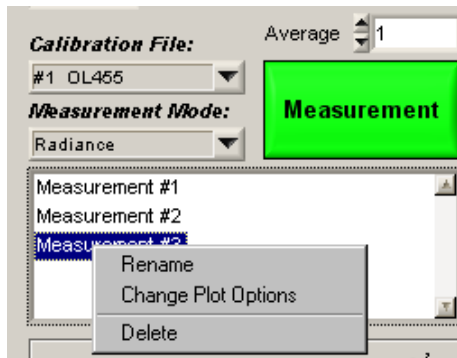 Calibration File:
Average 1
#1 OL455
Measurement Mode:
Measurement
Radiance
Measurement #1
Measurement #2
Measurement #3
Rename
Change Plot Options
Delete